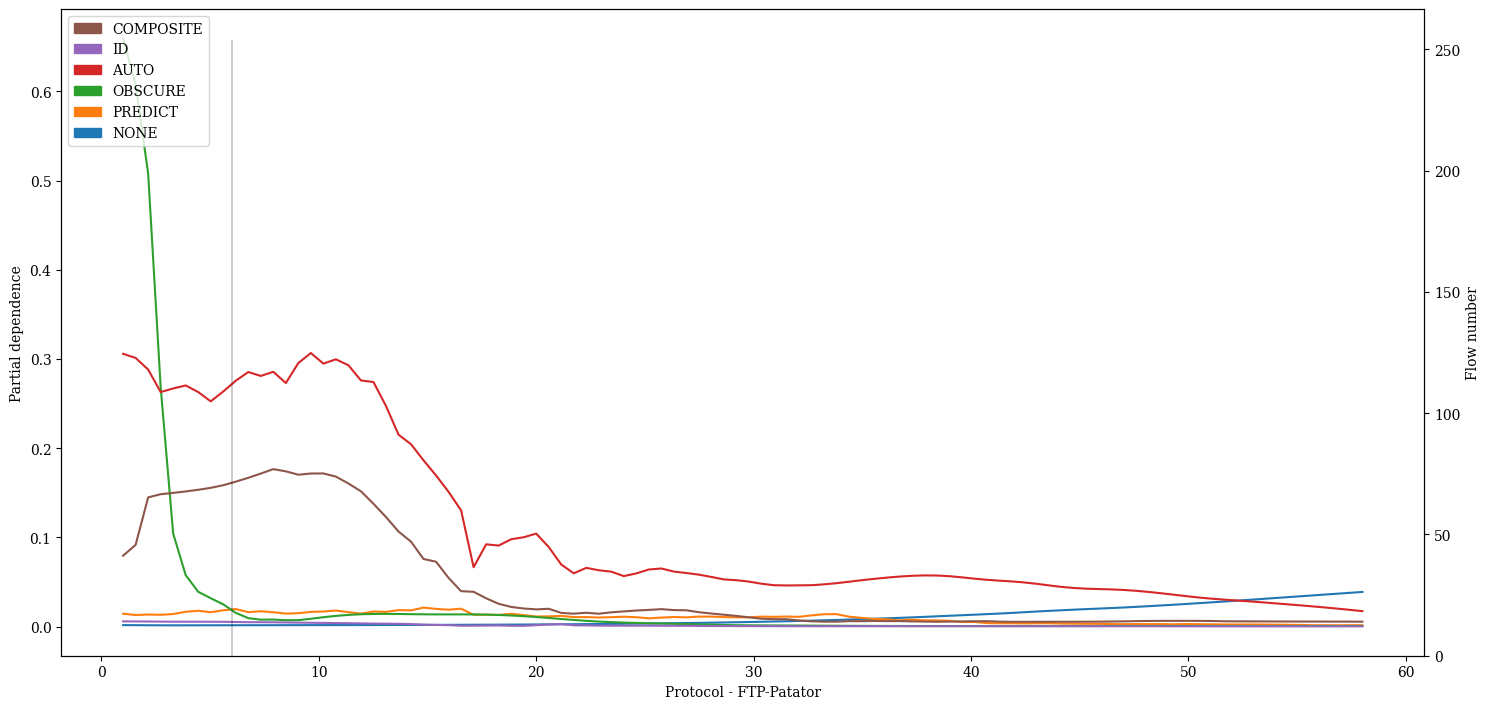 COMPOSITE
ID
AUTO
OBSCURE
PREDICT
NONE
Partial dependence
0.6
0.5
0.4
0.3
0.2
0.1
0.0
250
200
150
100
50
0
Flow number
0 10 20 30 40 50 60
Protocol - FTP-Patator